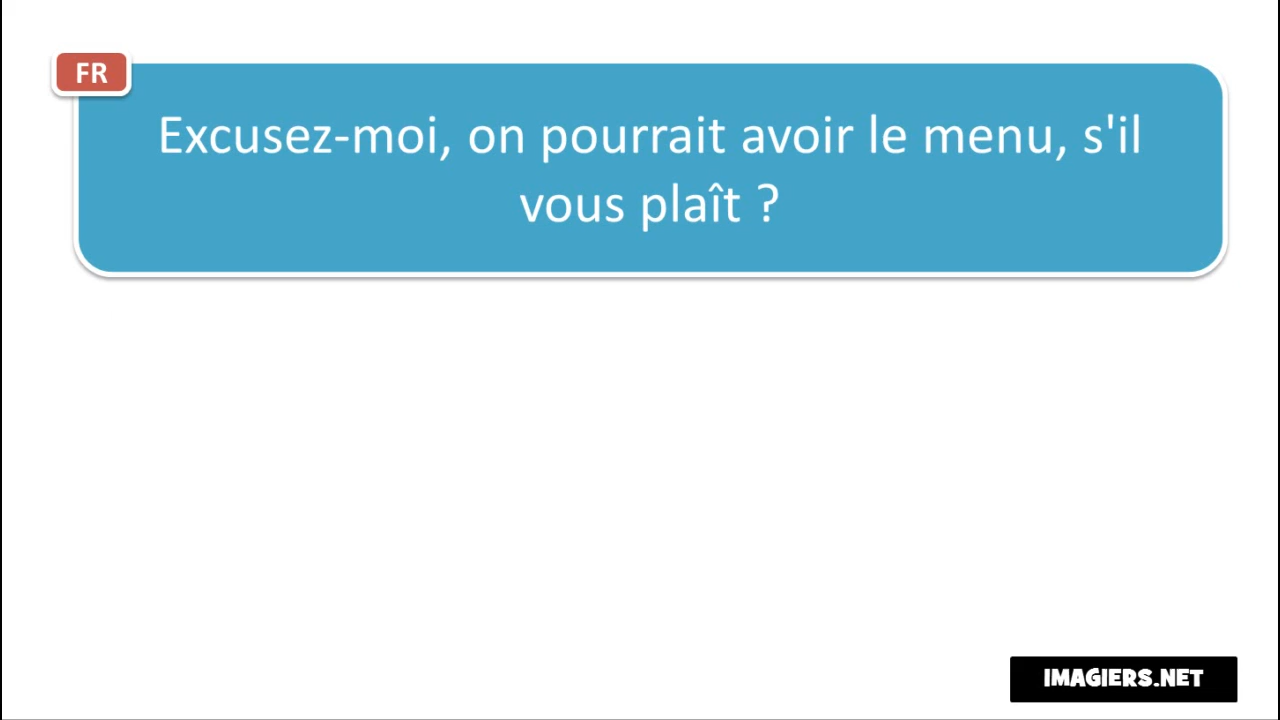 FR
Excusez-moi, on pourrait avoir le menu, s'il
vous plaît ?
IMAGIERS.NET